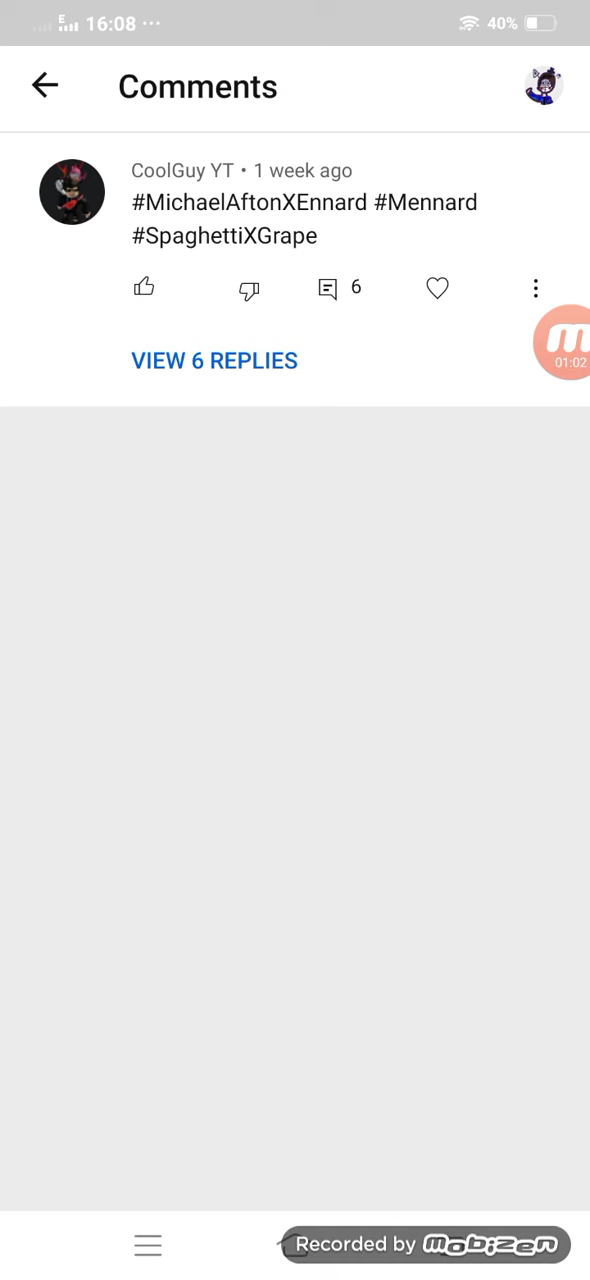 E 16:08 ··· 40%
Comments
CoolGuy YT • 1 week ago
#MichaelAftonXEnnard #Mennard
#SpaghettiXGrape
6
VIEW 6 REPLIES
m
01:02
Recorded by mobizen